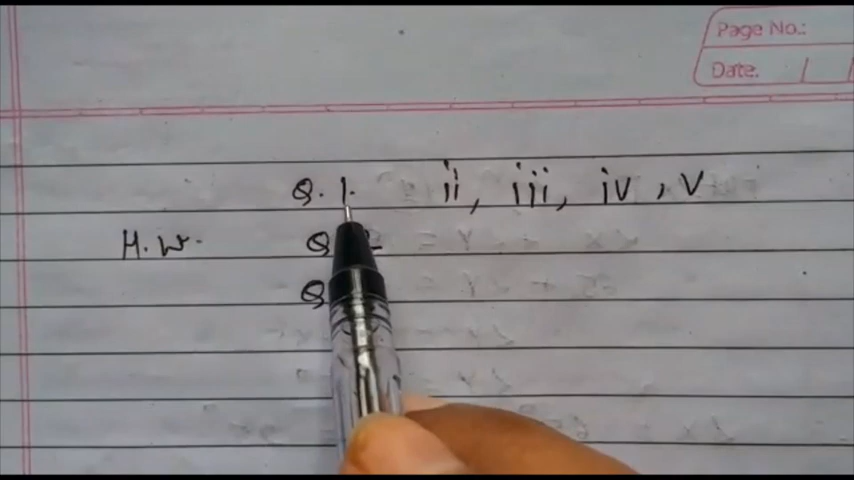 Page No.:
Date.
Q. 1. ii, iii, iv, v
H.W. Q
Q